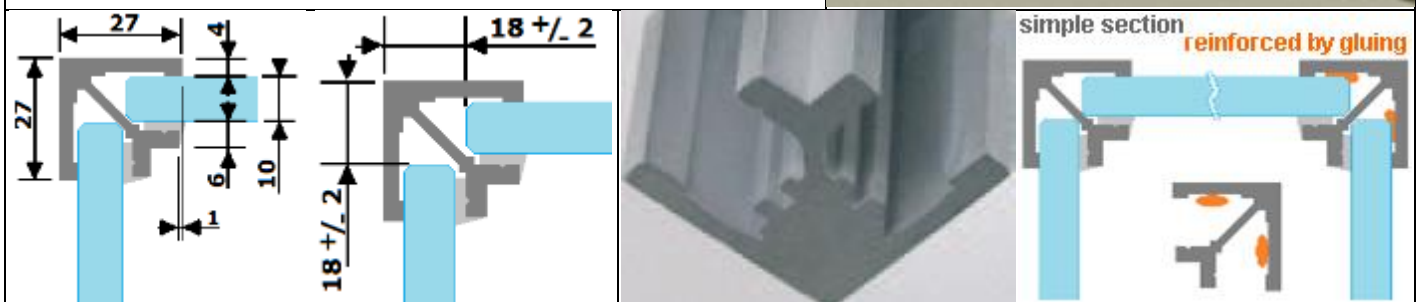 27
4
27
6
10
1
18 +/_ 2
18 +/_ 2
simple section
reinforced by gluing